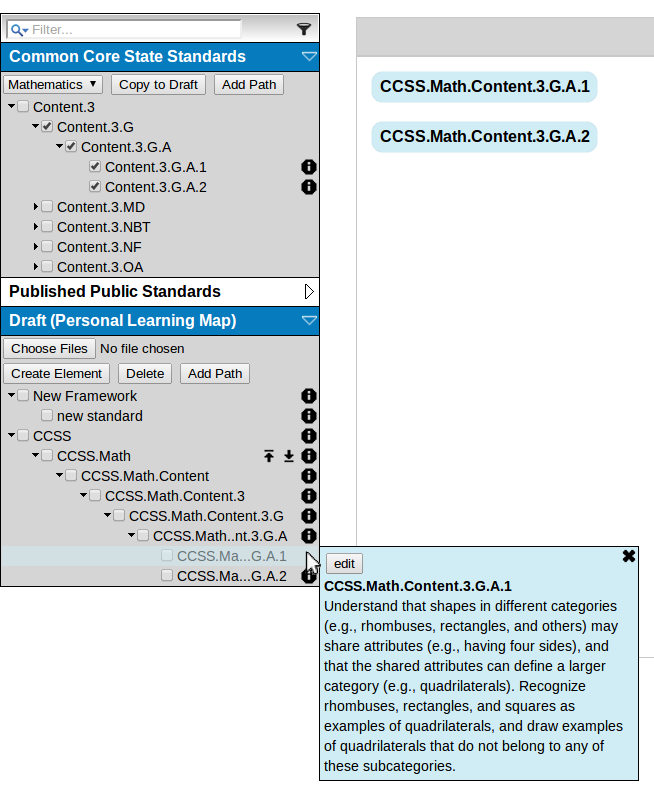 Filter...
Common Core State Standards
Mathematics Copy to Draft Add Path
Content.3
Content.3.G
Content.3.G.A
Content.3.G.A.1
Content.3.G.A.2
Content.3.MD
Content.3.NBT
Content.3.NF
Content.3.OA
Published Public Standards
Draft (Personal Learning Map)
Choose Files No file chosen
Create Element Delete Add Path
New Framework
new standard
CCSS
CCSS.Math
CCSS.Math.Content
CCSS.Math.Content.3
CCSS.Math.Content.3.G
CCSS.Math..nt.3.G.A
CCSS.Ma...G.A.1
CCSS.Ma...G.A.2
CCSS.Math.Content.3.G.A.1
CCSS.Math.Content.3.G.A.2
edit
CCSS.Math.Content.3.G.A.1
Understand that shapes in different categories
(e.g., rhombuses, rectangles, and others) may
share attributes (e.g., having four sides), and
that the shared attributes can define a larger
category (e.g., quadrilaterals). Recognize
rhombuses, rectangles, and squares as
examples of quadrilaterals, and draw examples
of quadrilaterals that do not belong to any of
these subcategories.